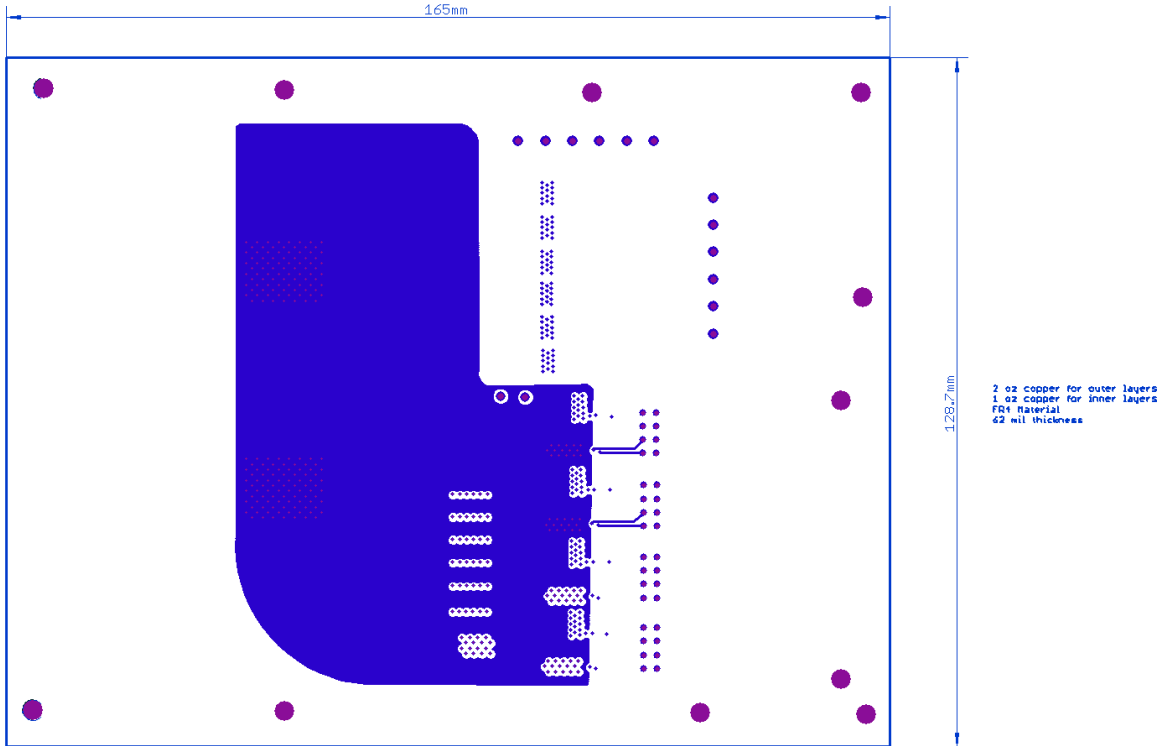 165mm
128.7mm
2 oz copper for outer layers
1 oz copper for inner layers
FR4 Material
62 mil thickness